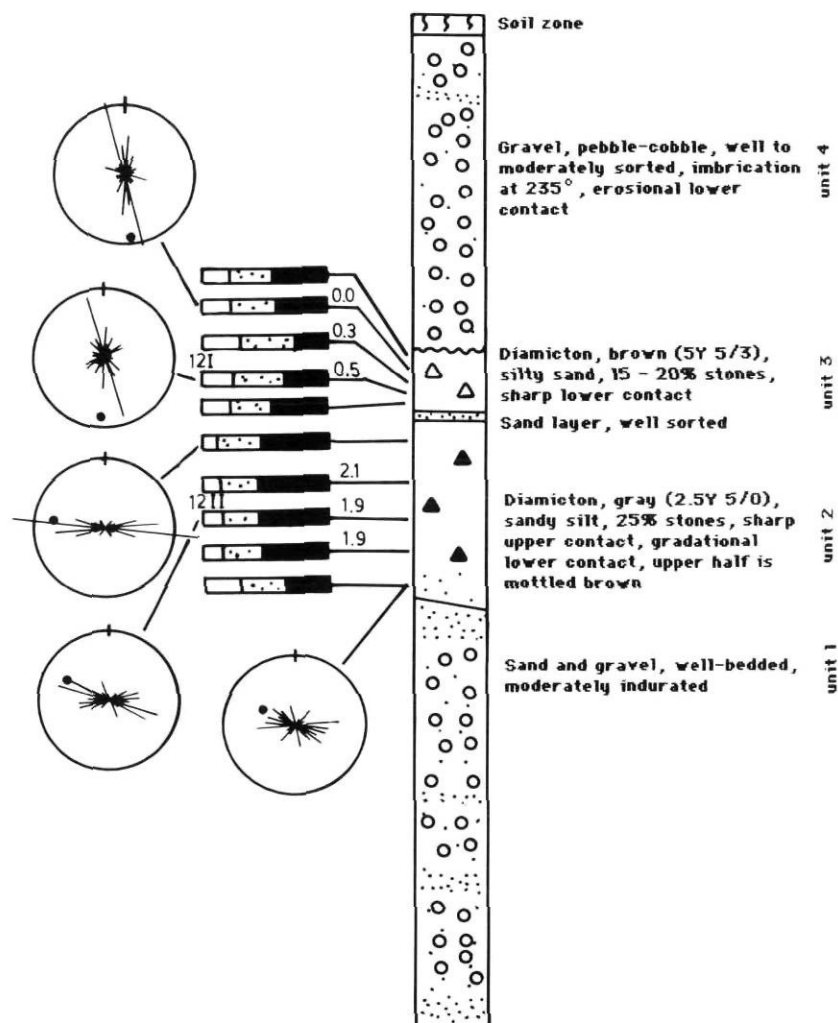 Soil zone
Gravel, pebble-cobble, well to
moderately sorted, imbrication
at 235°, erosional lower
contact
unit 4
0.0
0.3
12I
0.5
Diamicton, brown (5Y 5/3),
silty sand, 15 - 20% stones,
sharp lower contact
unit 3
Sand layer, well sorted
2.1
12II
1.9
1.9
Diamicton, gray (2.5Y 5/0),
sandy silt, 25% stones, sharp
upper contact, gradational
lower contact, upper half is
mottled brown
unit 2
Sand and gravel, well-bedded,
moderately indurated
unit 1